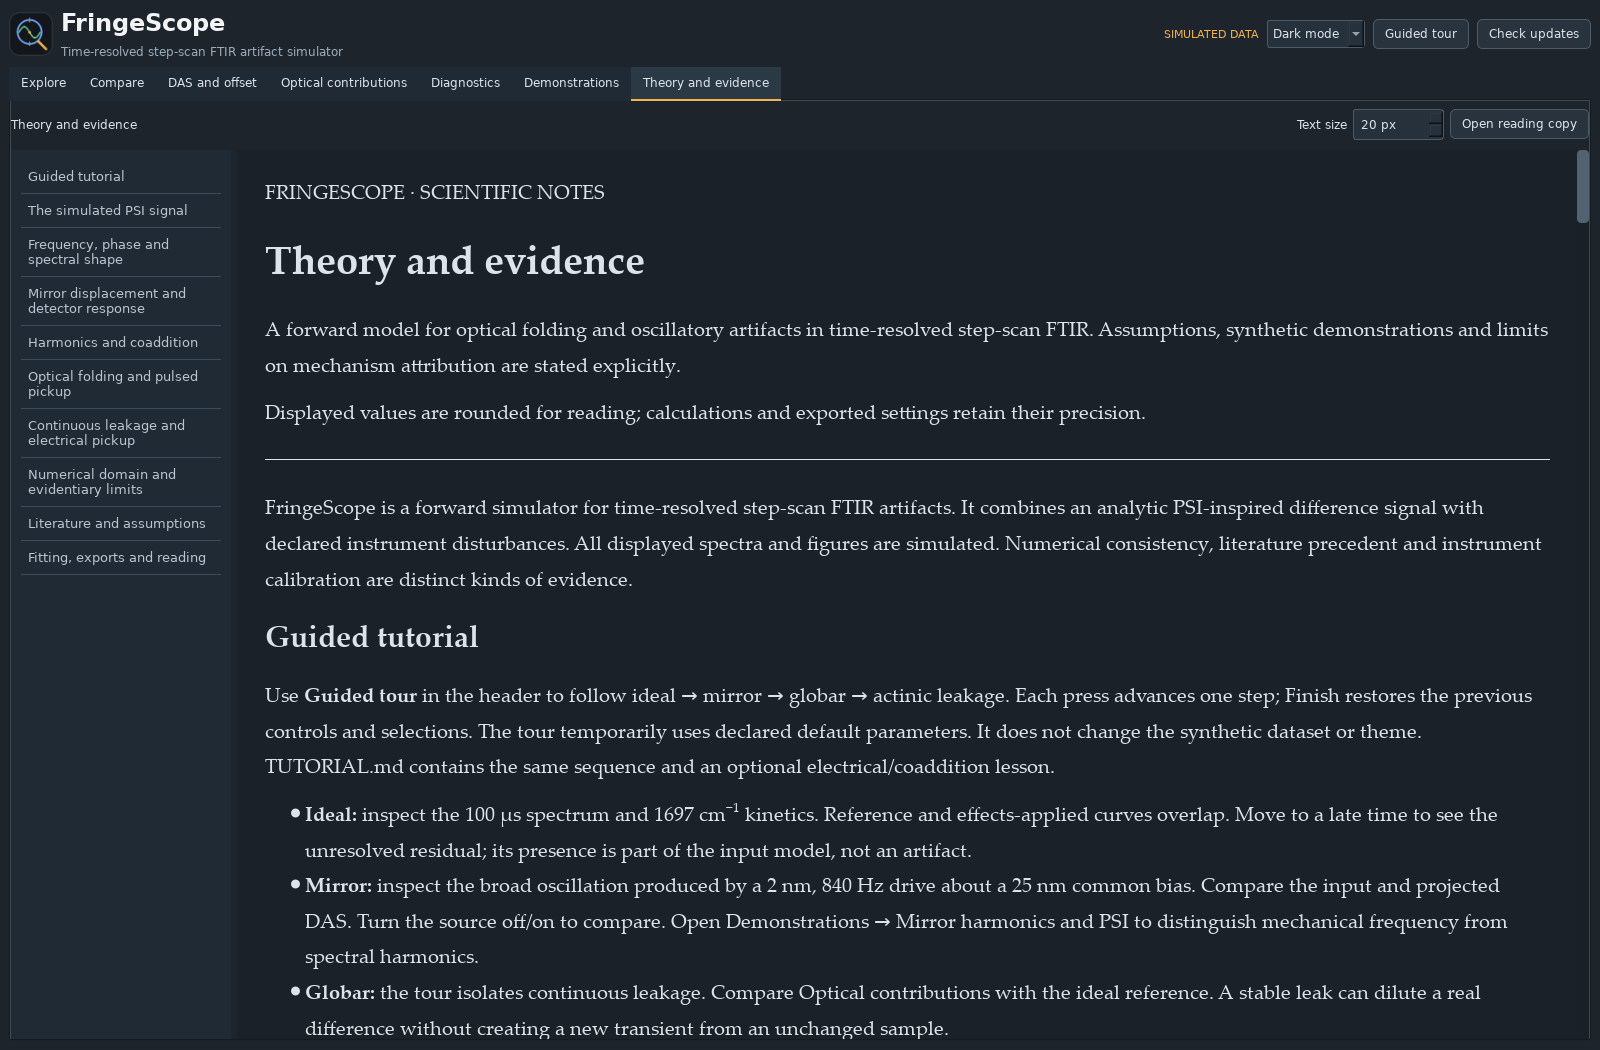 FringeScope
Time-resolved step-scan FTIR artifact simulator
SIMULATED DATA
Dark mode
Guided tour
Check updates
Explore
Compare
DAS and offset
Optical contributions
Diagnostics
Demonstrations
Theory and evidence
Theory and evidence
Text size
20 px
Open reading copy
Guided tutorial
The simulated PSI signal
Frequency, phase and
spectral shape
Mirror displacement and
detector response
Harmonics and coaddition
Optical folding and pulsed
pickup
Continuous leakage and
electrical pickup
Numerical domain and
evidentiary limits
Literature and assumptions
Fitting, exports and reading
FRINGESCOPE · SCIENTIFIC NOTES
Theory and evidence
A forward model for optical folding and oscillatory artifacts in time-resolved step-scan FTIR. Assumptions, synthetic demonstrations and limits
on mechanism attribution are stated explicitly.
Displayed values are rounded for reading; calculations and exported settings retain their precision.
FringeScope is a forward simulator for time-resolved step-scan FTIR artifacts. It combines an analytic PSI-inspired difference signal with
declared instrument disturbances. All displayed spectra and figures are simulated. Numerical consistency, literature precedent and instrument
calibration are distinct kinds of evidence.
Guided tutorial
Use Guided tour in the header to follow ideal → mirror → globar → actinic leakage. Each press advances one step; Finish restores the previous
controls and selections. The tour temporarily uses declared default parameters. It does not change the synthetic dataset or theme.
TUTORIAL.md contains the same sequence and an optional electrical/coaddition lesson.
• Ideal: inspect the 100 µs spectrum and 1697 cm⁻¹ kinetics. Reference and effects-applied curves overlap. Move to a late time to see the
unresolved residual; its presence is part of the input model, not an artifact.
• Mirror: inspect the broad oscillation produced by a 2 nm, 840 Hz drive about a 25 nm common bias. Compare the input and projected
DAS. Turn the source off/on to compare. Open Demonstrations → Mirror harmonics and PSI to distinguish mechanical frequency from
spectral harmonics.
• Globar: the tour isolates continuous leakage. Compare Optical contributions with the ideal reference. A stable leak can dilute a real
difference without creating a new transient from an unchanged sample.